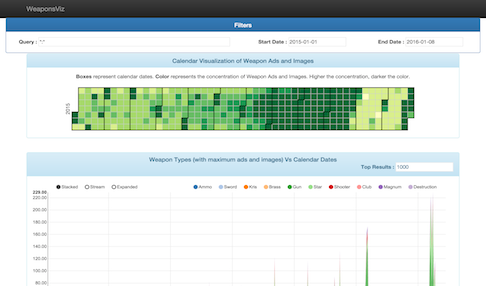 WeaponsViz
Filters
Query : *:* Start Date : 2015-01-01 End Date : 2016-01-08
Calendar Visualization of Weapon Ads and Images
Boxes represent calendar dates. Color represents the concentration of Weapon Ads and Images. Higher the concentration, darker the color.
2015
Weapon Types (with maximum ads and images) Vs Calendar Dates
Top Results : 1000
Stacked Stream Expanded Ammo Sword Knife Brass Gun Star Shooter Club Magnum Destruction
229.00
220.00
200.00
180.00
160.00
140.00
120.00
100.00
80.00